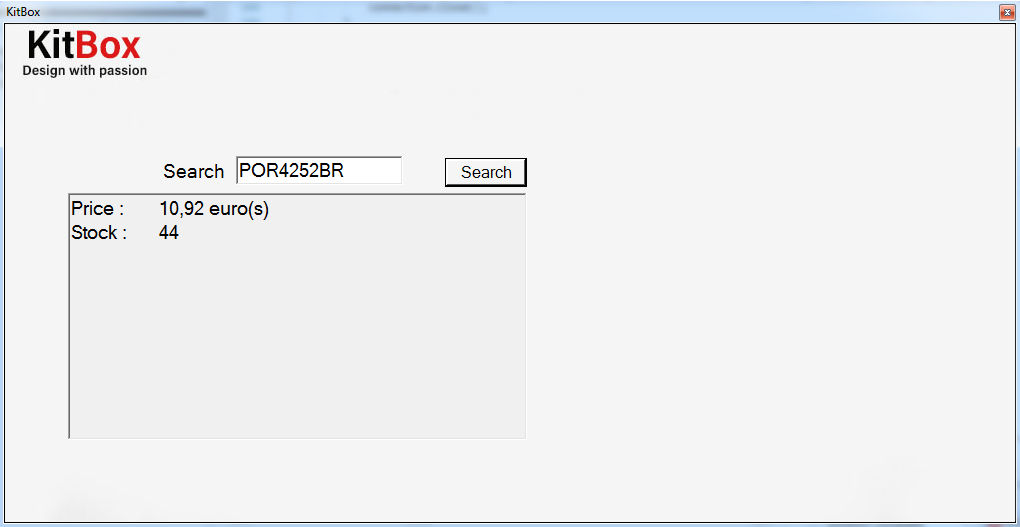 KitBox
KitBox
Design with passion
Search POR4252BR Search
Price : 10,92 euro(s)
Stock : 44